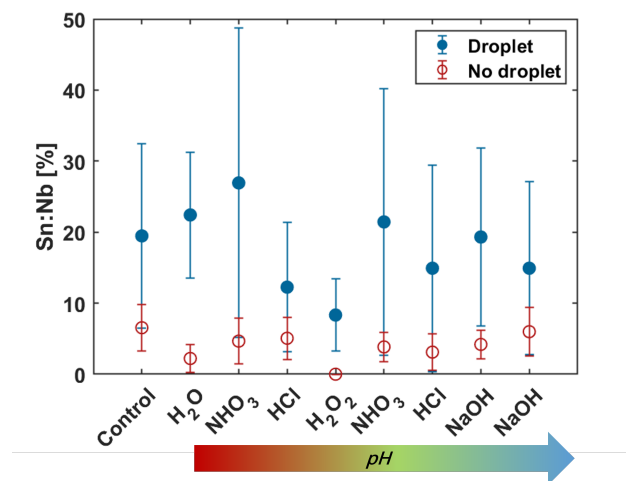 50
40
30
20
10
0
Sn:Nb [%]
Droplet
No droplet
Control
H₂O
NHO₃
HCl
H₂O₂
NHO₃
HCl
NaOH
NaOH
pH